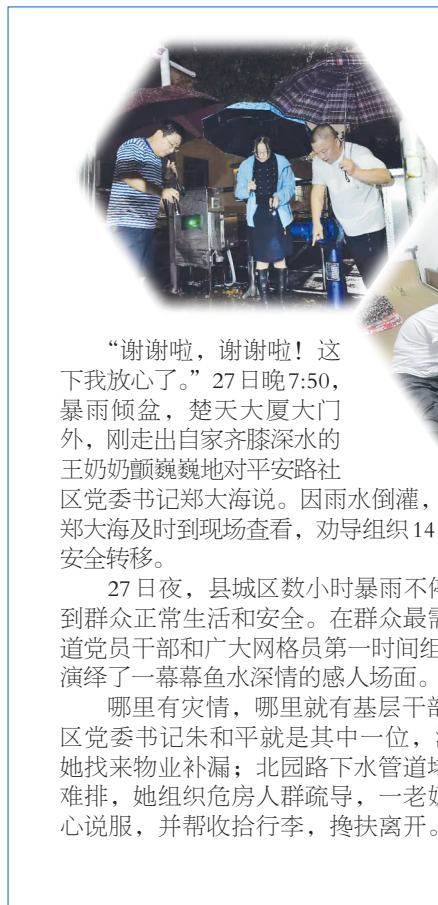 “谢谢啦，谢谢啦！这
下我放心了。”27日晚7:50，
暴雨倾盆，楚天大厦大门
外，刚走出自家齐膝深水的
王奶奶颤巍巍地对平安路社
区党委书记郑大海说。因雨水倒灌，
郑大海及时到现场查看，劝导组织14
安全转移。
27日夜，县城区数小时暴雨不停
到群众正常生活和安全。在群众最需
道党员干部和广大网格员第一时间组
演绎了一幕幕鱼水深情的感人场面。
哪里有灾情，哪里就有基层干部
区党委书记朱和平就是其中一位，
她找来物业补漏；北园路下水管道堵
难排，她组织危房人群疏导，一老奶
心说服，并帮收拾行李，搀扶离开。